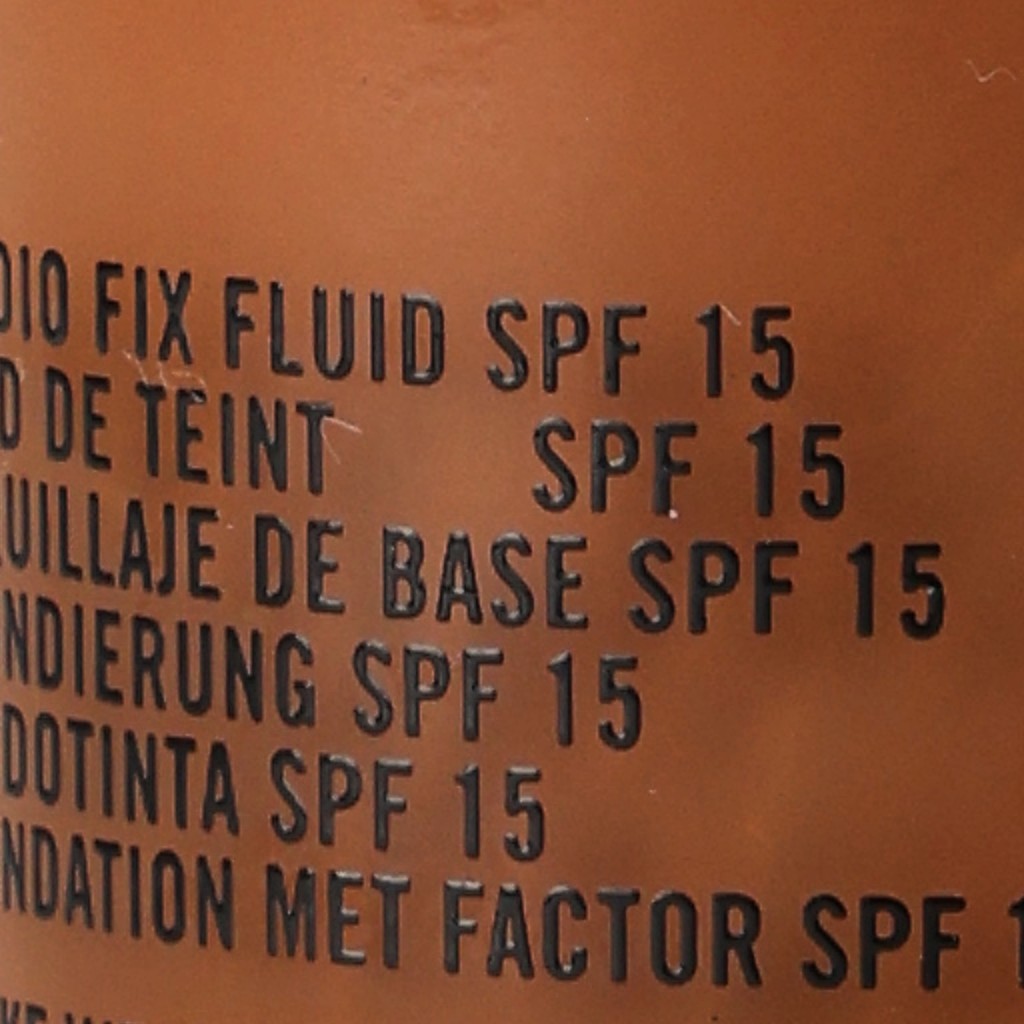 DIO FIX FLUID SPF 15
D DE TEINT SPF 15
UILLAJE DE BASE SPF 15
NDIERUNG SPF 15
DOTINTA SPF 15
NDATION MET FACTOR SPF 1